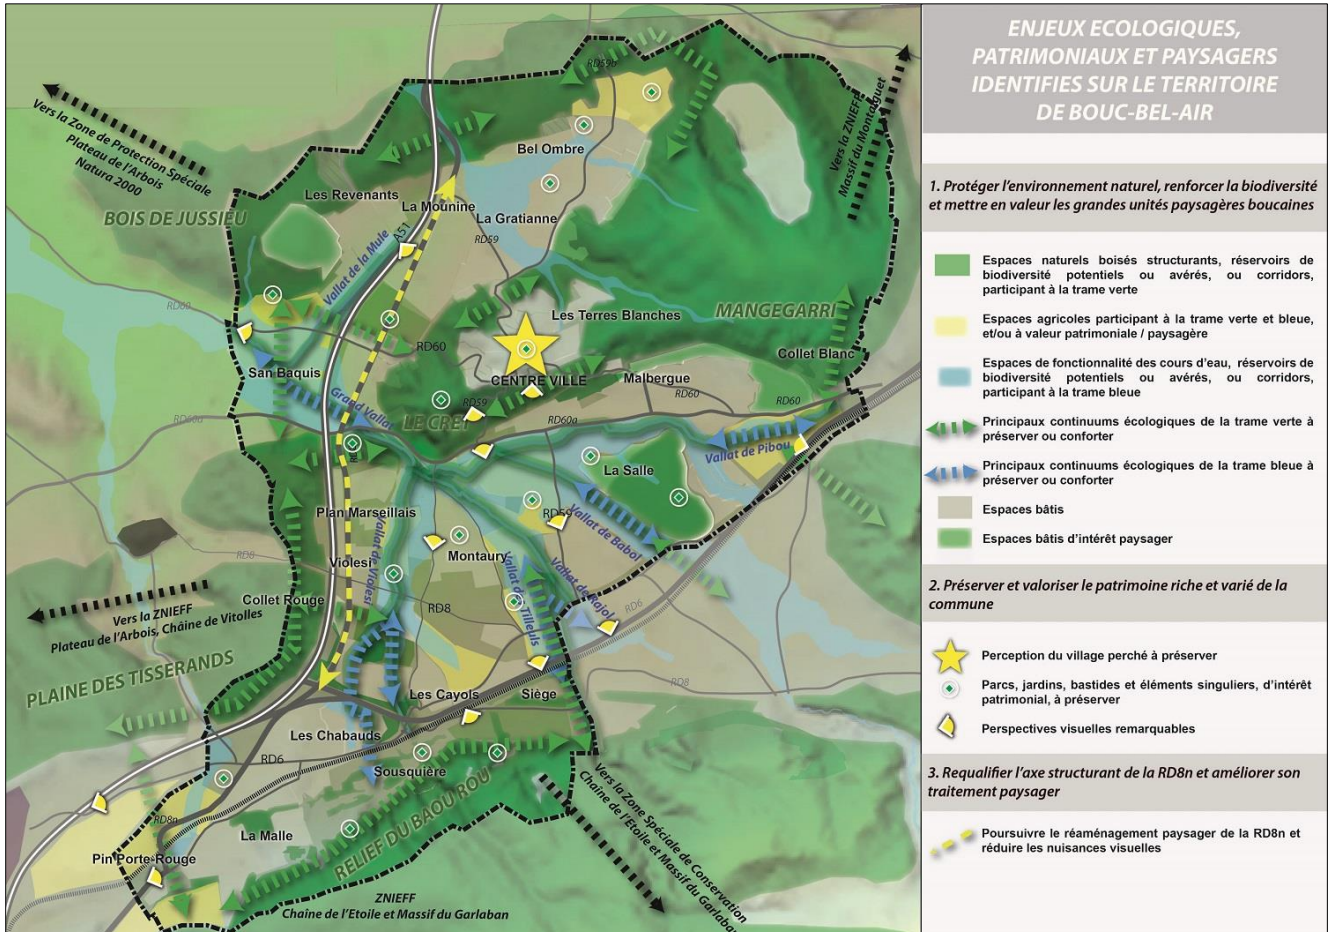 ENJEUX ECOLOGIQUES,
PATRIMONIAUX ET PAYSAGERS
IDENTIFIES SUR LE TERRITOIRE
DE BOUC-BEL-AIR
1. Protéger l'environnement naturel, renforcer la biodiversité
et mettre en valeur les grandes unités paysagères boucaines
Espaces naturels boisés structurants, réservoirs de
biodiversité potentiels ou avérés, ou corridors,
participant à la trame verte
Espaces agricoles participant à la trame verte et bleue,
et/ou à valeur patrimoniale / paysagère
Espaces de fonctionnalité des cours d'eau, réservoirs de
biodiversité potentiels ou avérés, ou corridors,
participant à la trame bleue
Principaux continuums écologiques de la trame verte à
préserver ou conforter
Principaux continuums écologiques de la trame bleue à
préserver ou conforter
Espaces bâtis
Espaces bâtis d'intérêt paysager
2. Préserver et valoriser le patrimoine riche et varié de la
commune
Perception du village perché à préserver
Parcs, jardins, bastides et éléments singuliers, d'intérêt
patrimonial, à préserver
Perspectives visuelles remarquables
3. Requalifier l'axe structurant de la RD8n et améliorer son
traitement paysager
Poursuivre le réaménagement paysager de la RD8n et
réduire les nuisances visuelles
Vers la Zone de Protection Spéciale
Plateau de l'Arbois
Natura 2000
BOIS DE JUSSIEU
RD59b
Vers la ZNIEFF
Massif du Montaiguet
Bel Ombre
Les Revenants
La Mounine
La Gratianne
A51
RD59
Vallat de la Mule
MANGEGARRI
Les Terres Blanches
RD60
RD60
Collet Blanc
San Baquis
CENTRE VILLE
Malbergue
RD60
RD60
RD59
Grand Vallat
LE CRET
RD60a
RD60a
Vallat de Pibou
La Salle
Plan Marseillais
RD59
Vallat de Babol
Vallat de Violesi
Violesi
Montaury
RD8
Vallat des Tilleuls
Vallat de Rajol
RD8
RD6
Collet Rouge
Vers la ZNIEFF
Plateau de l'Arbois, Chaîne de Vitolles
PLAINE DES TISSERANDS
RD8
Les Cayols
Siège
Les Chabauds
RD6
Sousquière
RELIEF DU BAOU ROU
RD8n
La Malle
Pin Porte-Rouge
Vers la Zone Spéciale de Conservation
Chaîne de l'Etoile et Massif du Garlaban
ZNIEFF
Chaîne de l'Etoile et Massif du Garlaban